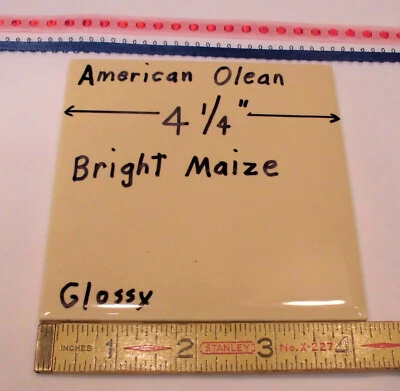 American Olean
4 1/4"
Bright Maize
Glossy
INCHES 1 2 STANLEY 3 No. X-227 4